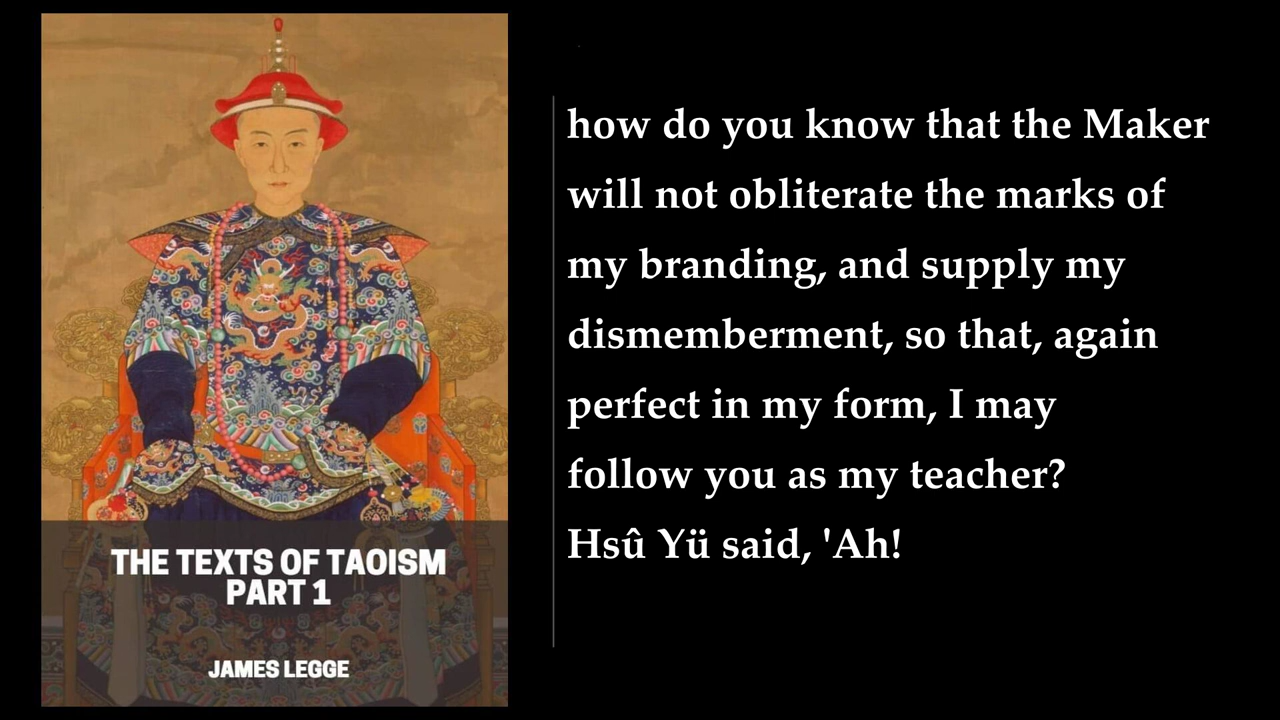 THE TEXTS OF TAOISM
PART 1
JAMES LEGGE
how do you know that the Maker
will not obliterate the marks of
my branding, and supply my
dismemberment, so that, again
perfect in my form, I may
follow you as my teacher?
Hsû Yü said, 'Ah!